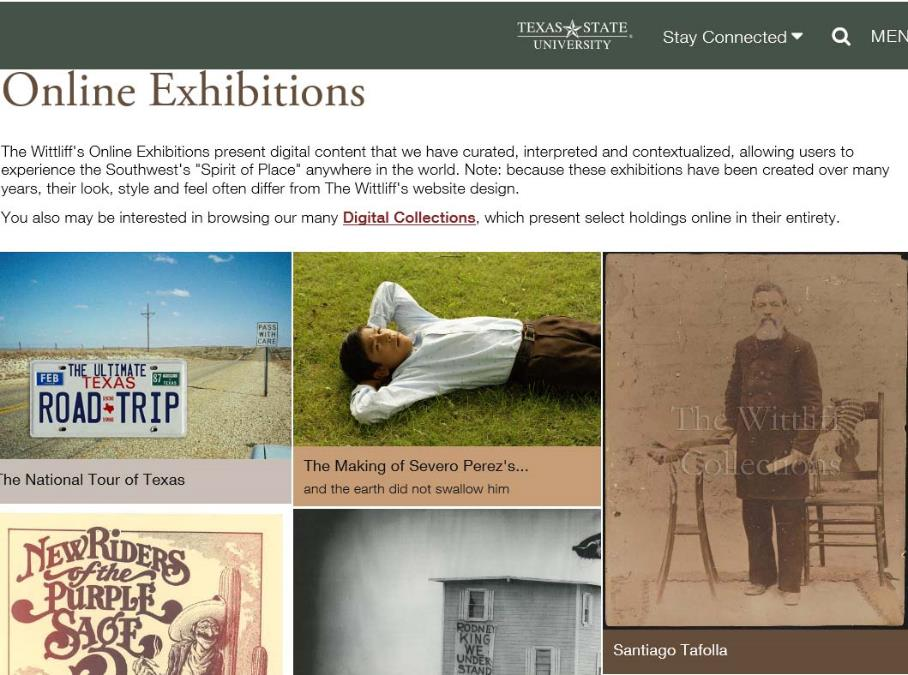 TEXAS STATE
UNIVERSITY
Stay Connected
MEN
Online Exhibitions
The Wittliff's Online Exhibitions present digital content that we have curated, interpreted and contextualized, allowing users to
experience the Southwest's "Spirit of Place" anywhere in the world. Note: because these exhibitions have been created over many
years, their look, style and feel often differ from The Wittliff's website design.
You also may be interested in browsing our many Digital Collections, which present select holdings online in their entirety.
PASS
WITH
CARE
THE ULTIMATE
FEB TEXAS 87
ROAD TRIP
The National Tour of Texas
The Making of Severo Perez's...
and the earth did not swallow him
The Wittliff
Collections
Santiago Tafolla
NEW RIDERS
of the
PURPLE
SAGE
RODNEY
KING
WE
UNDER
STAND